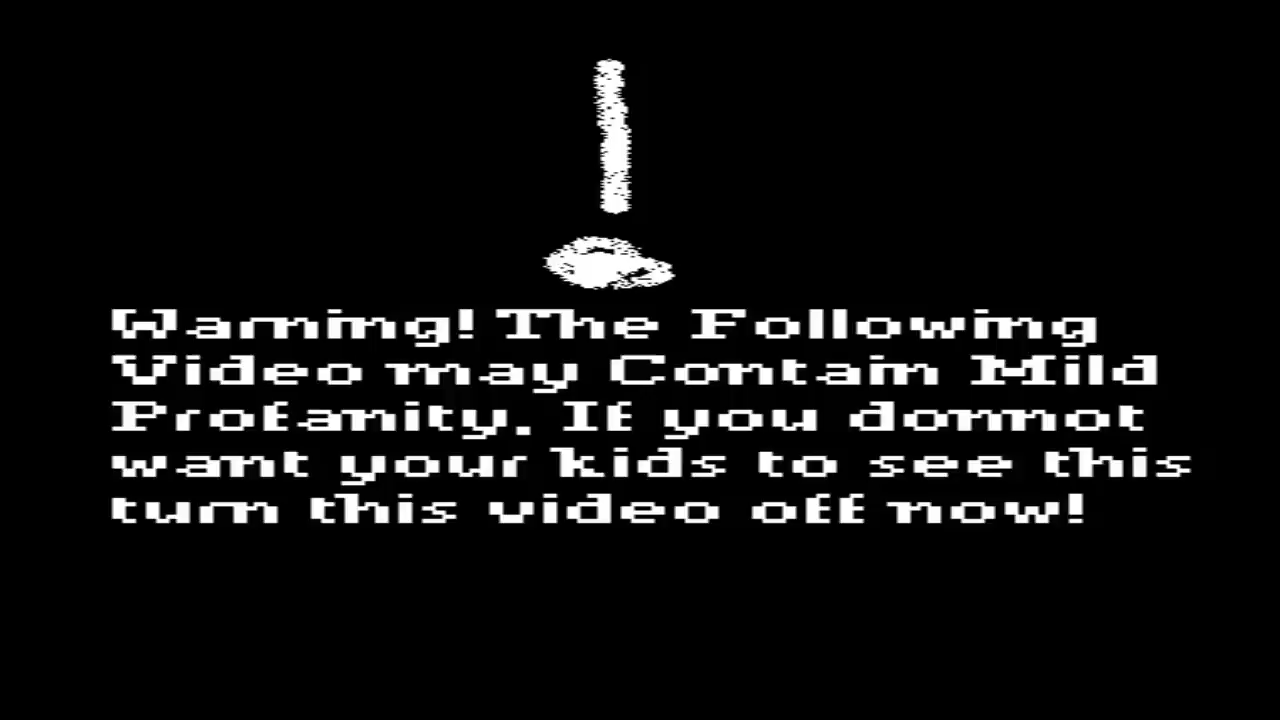 Warning! The Following
Video may Contain Mild
Profanity. If you donnot
want your kids to see this
turn this video off now!